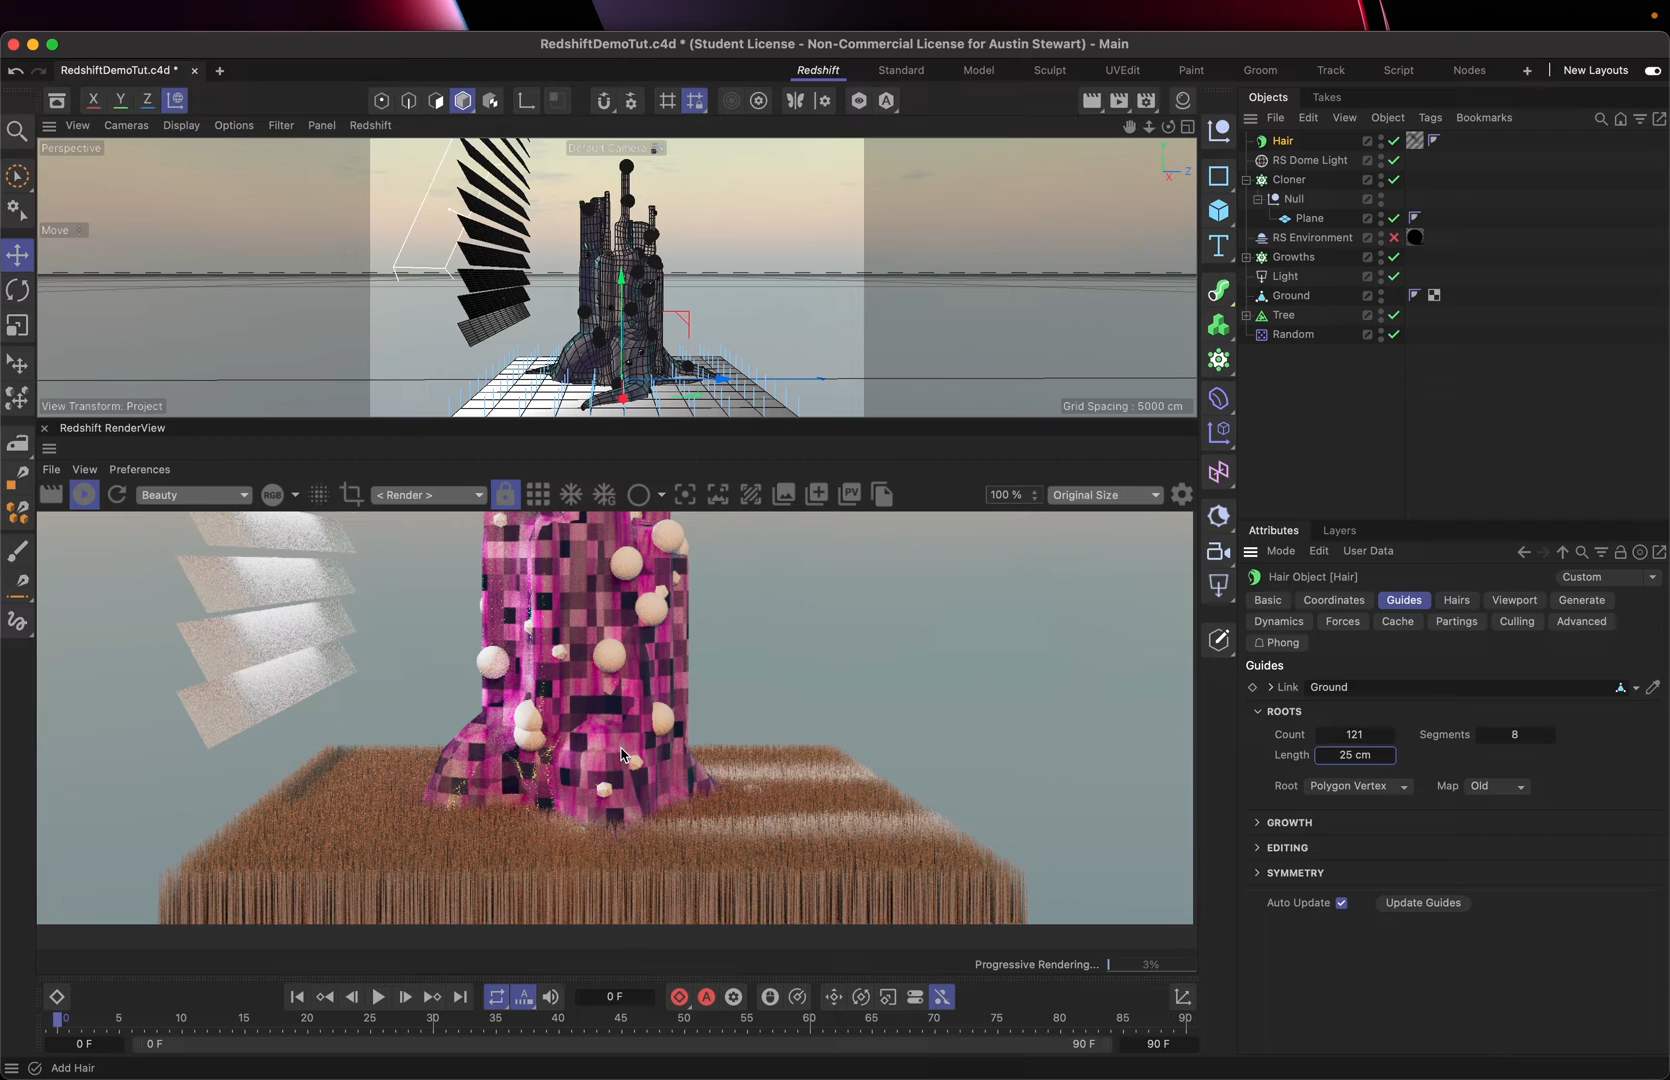 RedshiftDemoTut.c4d * (Student License - Non-Commercial License for Austin Stewart) - Main
RedshiftDemoTut.c4d *
Redshift
Standard
Model
Sculpt
UVEdit
Paint
Groom
Track
Script
Nodes
New Layouts
X
Y
Z
View
Cameras
Display
Options
Filter
Panel
Redshift
Perspective
Default Camera
Y
Z
X
Move
View Transform: Project
Grid Spacing : 5000 cm
Redshift RenderView
File
View
Preferences
Beauty
RGB
< Render >
PV
100 %
Original Size
Progressive Rendering...
3%
0 F
0
5
10
15
20
25
30
35
40
45
50
55
60
65
70
75
80
85
90
0 F
0 F
90 F
90 F
Add Hair
Objects
Takes
File
Edit
View
Object
Tags
Bookmarks
Hair
RS Dome Light
Cloner
Null
Plane
RS Environment
Growths
Light
Ground
Tree
Random
Attributes
Layers
Mode
Edit
User Data
Hair Object [Hair]
Custom
Basic
Coordinates
Guides
Hairs
Viewport
Generate
Dynamics
Forces
Cache
Partings
Culling
Advanced
Phong
Guides
Link
Ground
ROOTS
Count
121
Segments
8
Length
25 cm
Root
Polygon Vertex
Map
Old
GROWTH
EDITING
SYMMETRY
Auto Update
Update Guides